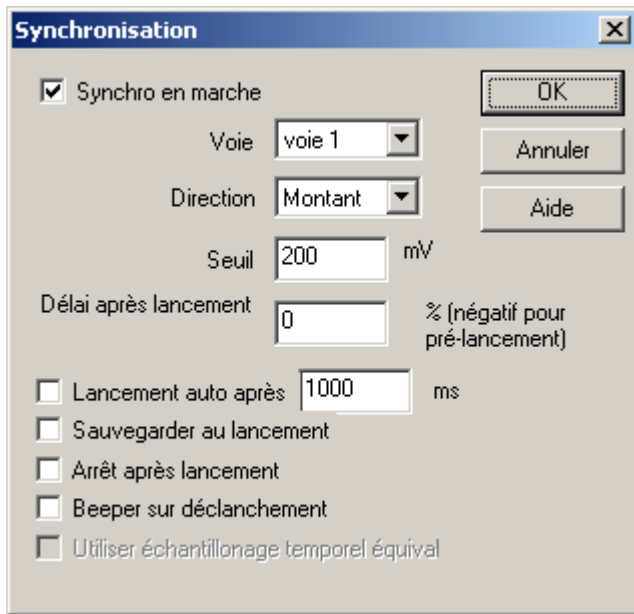 Synchronisation
Synchro en marche
OK
Voie voie 1
Annuler
Direction Montant
Aide
Seuil 200 mV
Délai après lancement 0 % (négatif pour
pré-lancement)
Lancement auto après 1000 ms
Sauvegarder au lancement
Arrêt après lancement
Beeper sur déclanchement
Utiliser échantillonage temporel équival